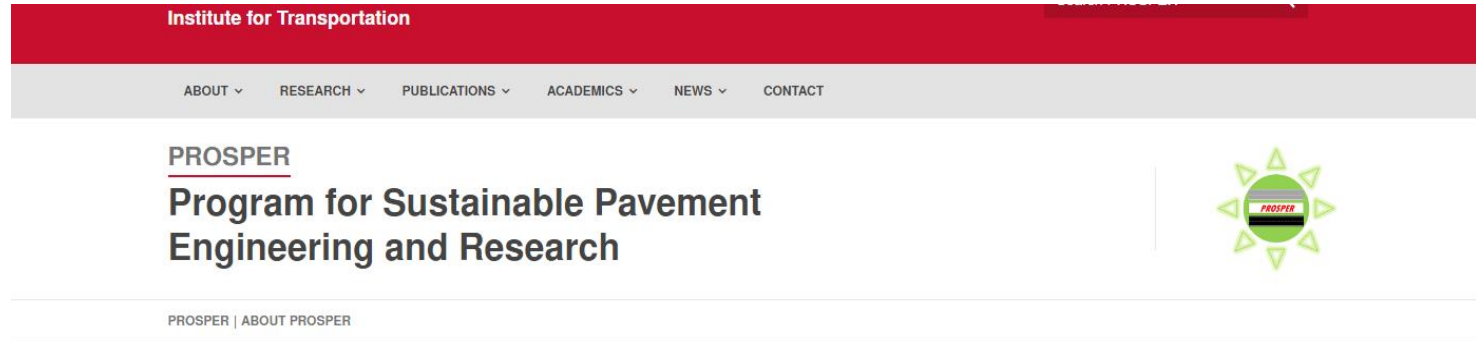 Institute for Transportation
ABOUT RESEARCH PUBLICATIONS ACADEMICS NEWS CONTACT
PROSPER
Program for Sustainable Pavement
Engineering and Research
PROSPER
PROSPER | ABOUT PROSPER